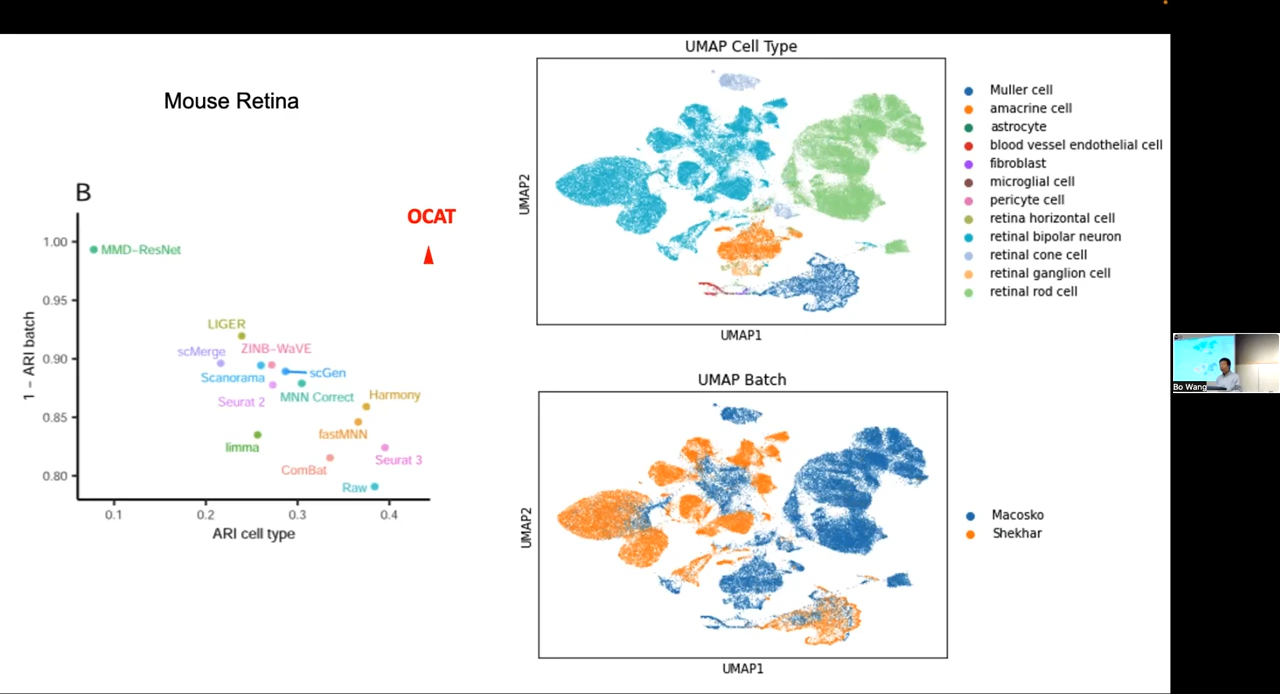 Mouse Retina
B
OCAT
1.00
0.95
0.90
0.85
0.80
1 − ARI batch
MMD−ResNet
LIGER
scMerge
ZINB−WaVE
Scanorama
scGen
Seurat 2
MNN Correct
Harmony
fastMNN
limma
Seurat 3
ComBat
Raw
0.1
0.2
0.3
0.4
ARI cell type
UMAP Cell Type
UMAP2
UMAP1
Muller cell
amacrine cell
astrocyte
blood vessel endothelial cell
fibroblast
microglial cell
pericyte cell
retina horizontal cell
retinal bipolar neuron
retinal cone cell
retinal ganglion cell
retinal rod cell
UMAP Batch
UMAP2
UMAP1
Macosko
Shekhar
Bo Wang